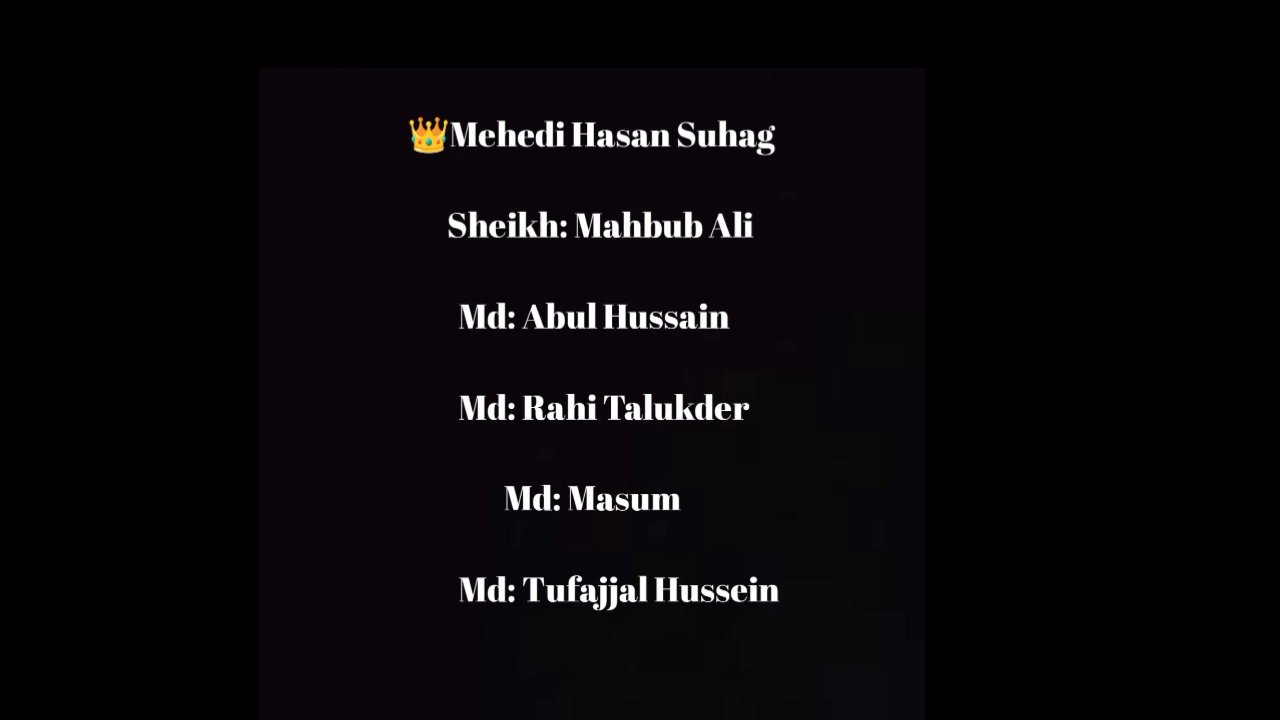 👑Mehedi Hasan Suhag
Sheikh: Mahbub Ali
Md: Abul Hussain
Md: Rahi Talukder
Md: Masum
Md: Tufajjal Hussein